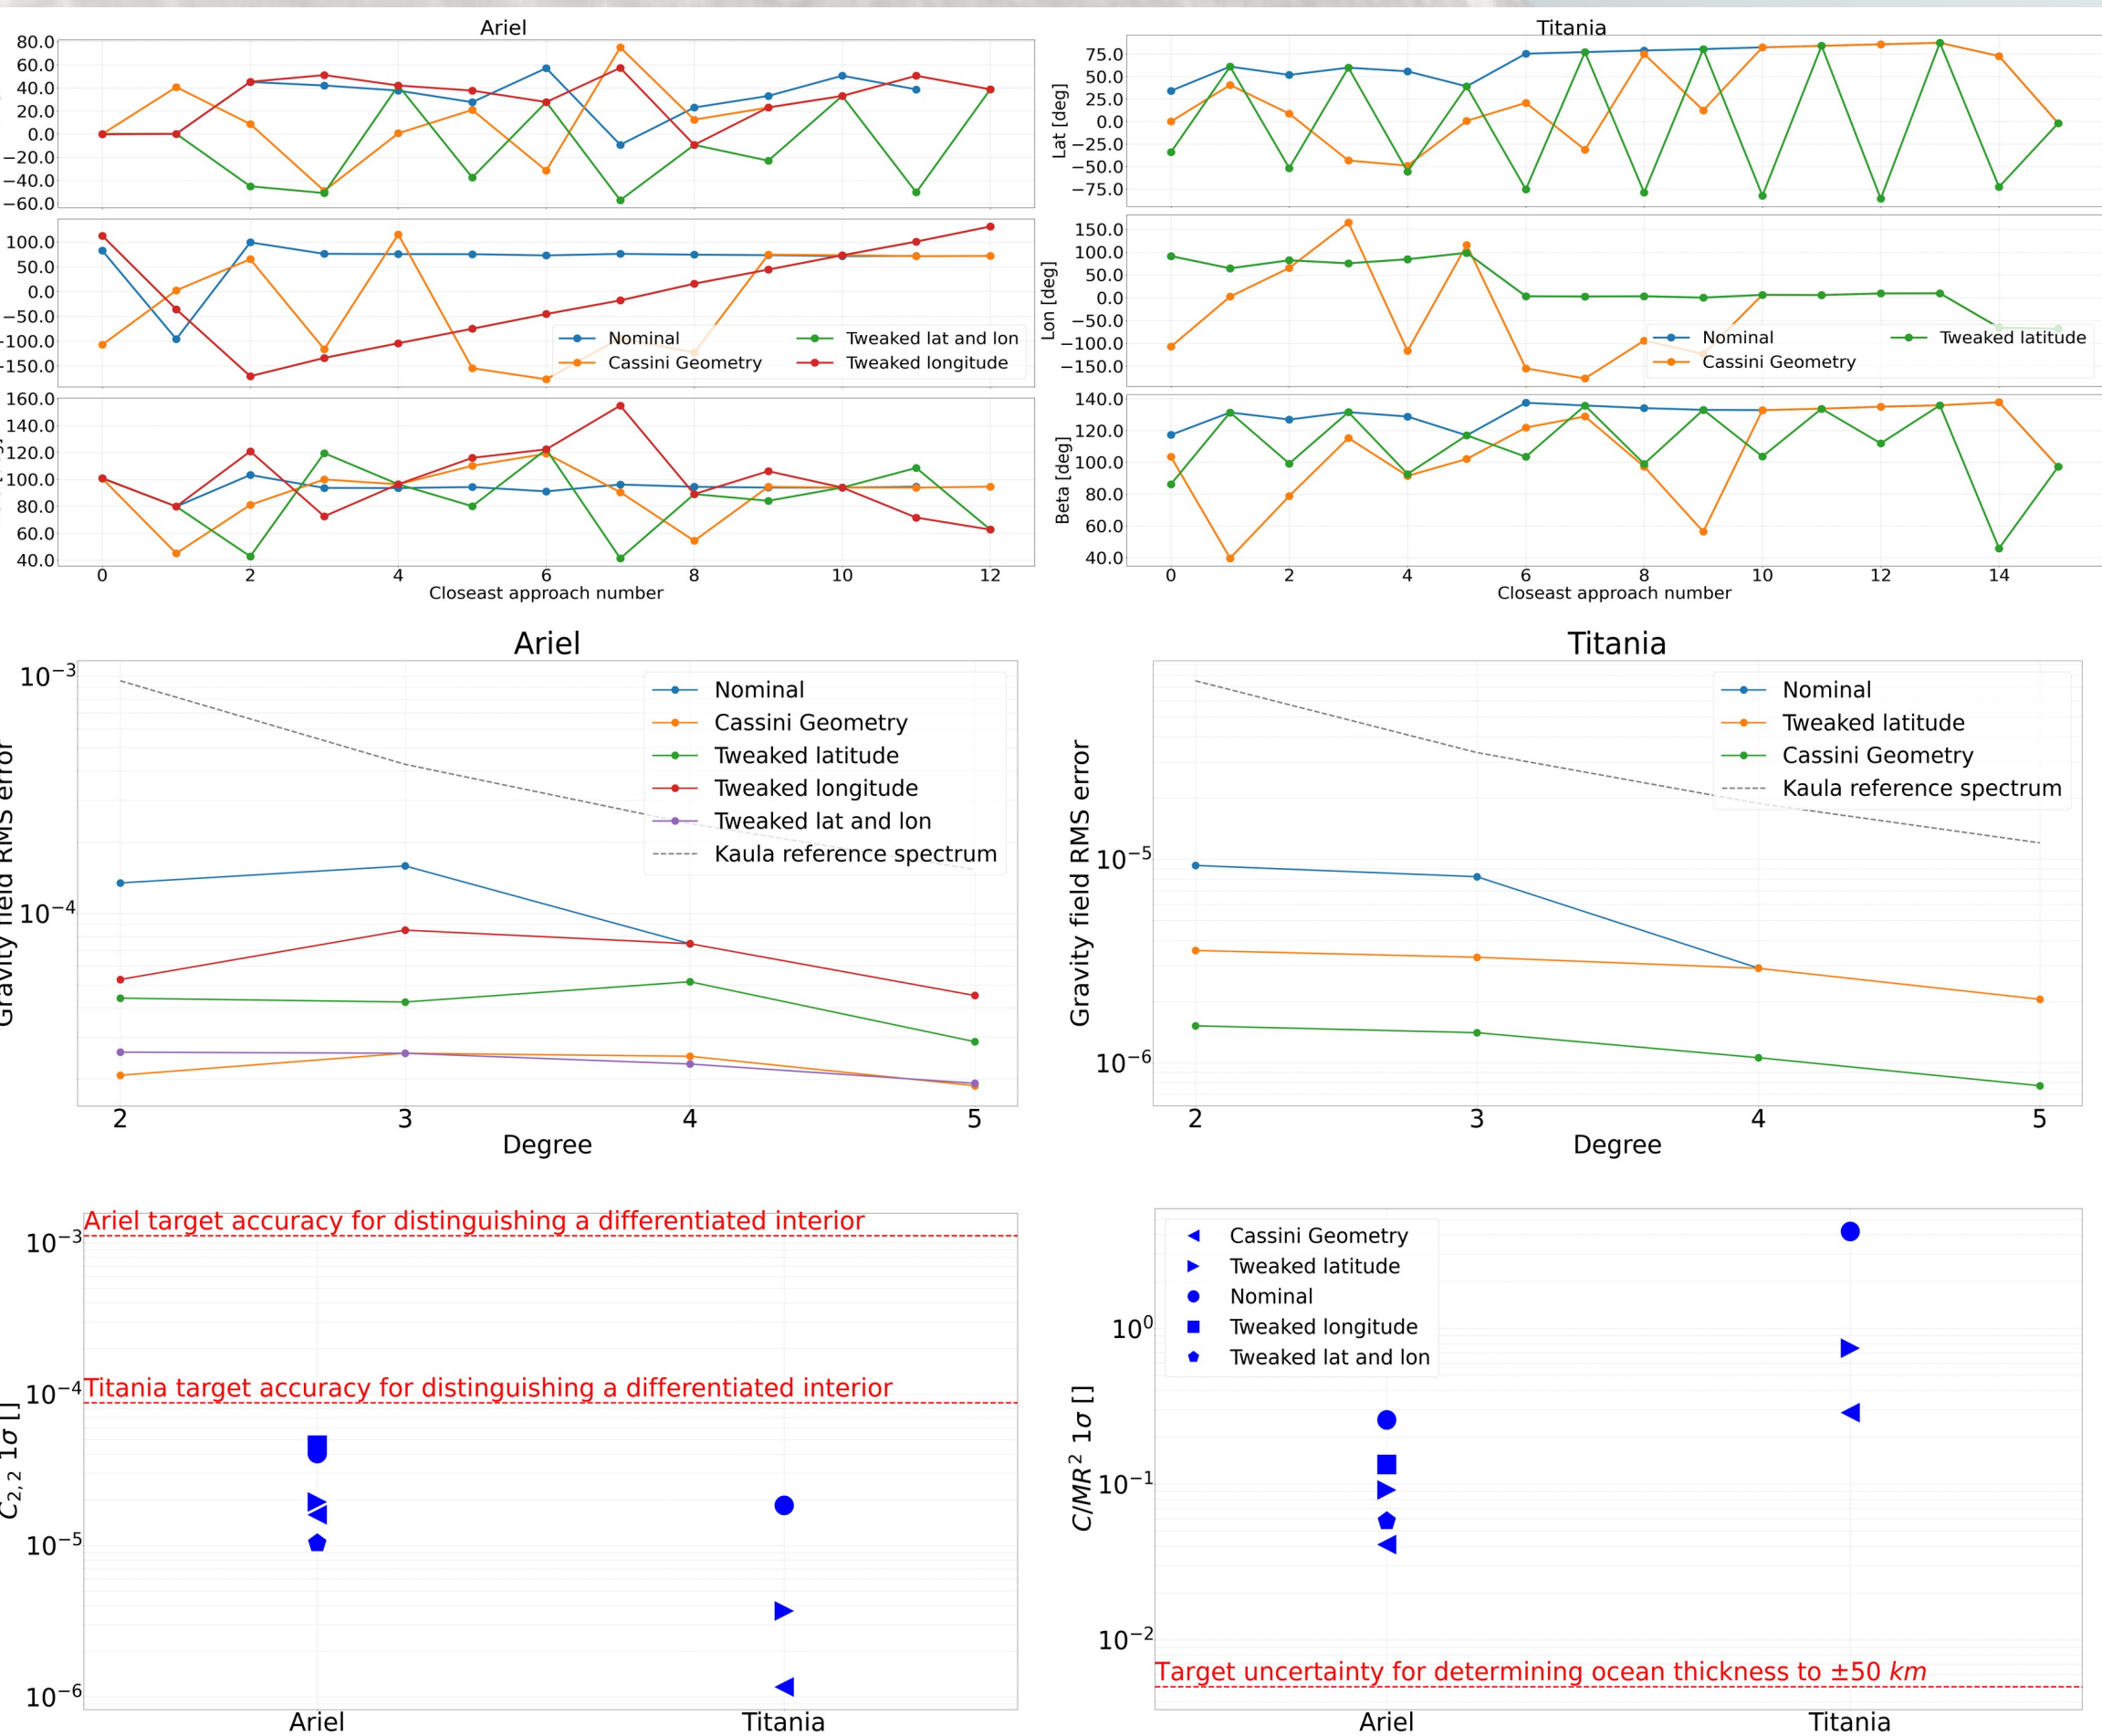 Ariel
80.0
60.0
40.0
20.0
0.0
−20.0
−40.0
−60.0
100.0
50.0
0.0
−50.0
−100.0
−150.0
Nominal
Cassini Geometry
Tweaked lat and lon
Tweaked longitude
160.0
140.0
120.0
100.0
80.0
60.0
40.0
0 2 4 6 8 10 12
Closeast approach number
Titania
Lat [deg]
75.0
50.0
25.0
0.0
−25.0
−50.0
−75.0
Lon [deg]
150.0
100.0
50.0
0.0
−50.0
−100.0
−150.0
Nominal
Cassini Geometry
Tweaked latitude
Beta [deg]
140.0
120.0
100.0
80.0
60.0
40.0
0 2 4 6 8 10 12 14
Closeast approach number
Ariel
Gravity field RMS error
10−3
10−4
Nominal
Cassini Geometry
Tweaked latitude
Tweaked longitude
Tweaked lat and lon
Kaula reference spectrum
2 3 4 5
Degree
Titania
Gravity field RMS error
10−5
10−6
Nominal
Tweaked latitude
Cassini Geometry
Kaula reference spectrum
2 3 4 5
Degree
Ariel target accuracy for distinguishing a differentiated interior
10−3
Titania target accuracy for distinguishing a differentiated interior
10−4
10−5
10−6
C2,2 1σ []
Ariel Titania
Cassini Geometry
Tweaked latitude
Nominal
Tweaked longitude
Tweaked lat and lon
C/MR2 1σ []
100
10−1
10−2
Target uncertainty for determining ocean thickness to ±50 km
Ariel Titania